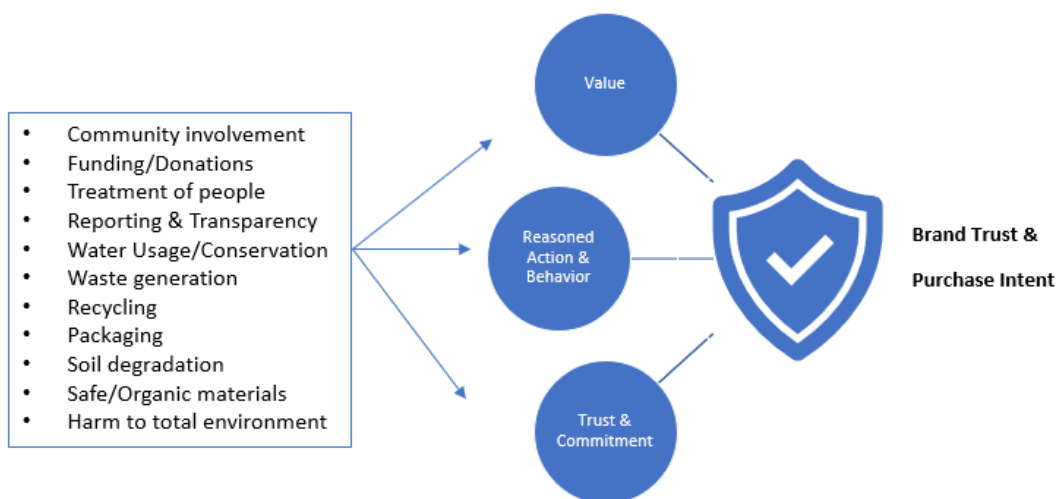 • Community involvement
• Funding/Donations
• Treatment of people
• Reporting & Transparency
• Water Usage/Conservation
• Waste generation
• Recycling
• Packaging
• Soil degradation
• Safe/Organic materials
• Harm to total environment
Value
Reasoned
Action &
Behavior
Trust &
Commitment
Brand Trust &
Purchase Intent